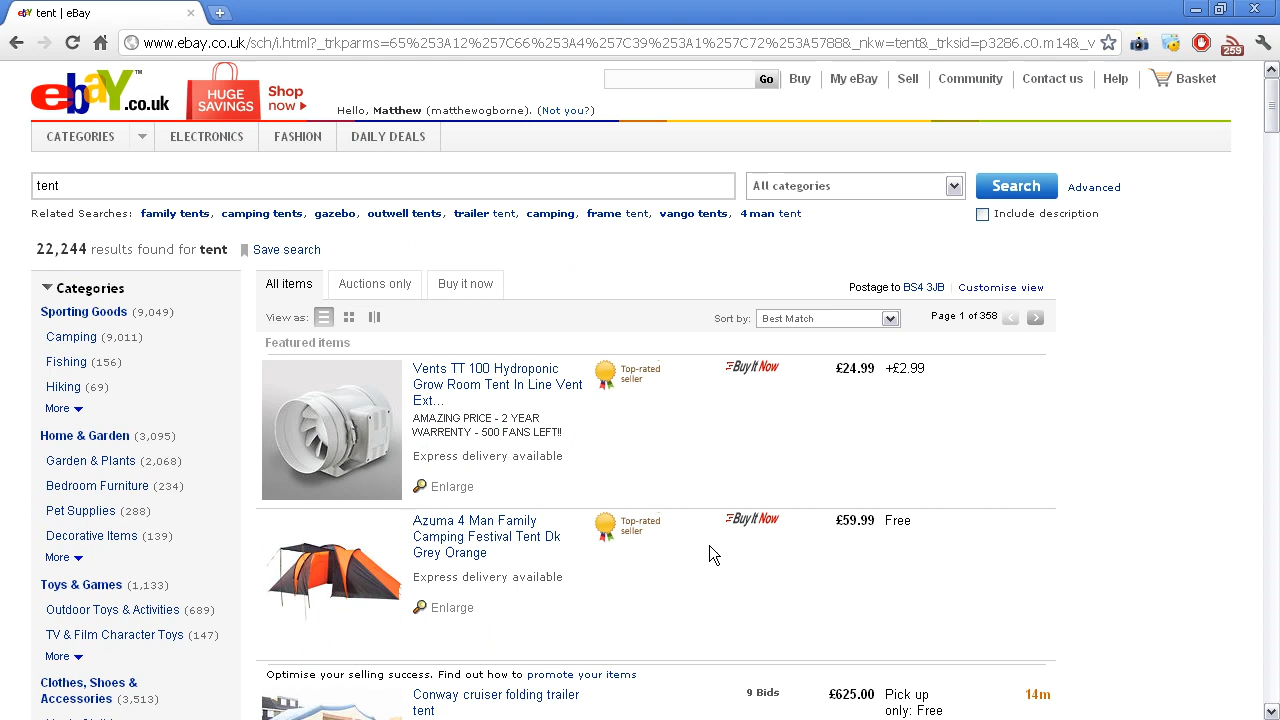 tent | eBay
www.ebay.co.uk/sch/i.html?_trkparms=65%253A12%257C66%253A4%257C39%253A1%257C72%253A5788&_nkw=tent&_trksid=p3286.c0.m14&_v
259
ebay™.co.uk
HUGE SAVINGS
Shop now
Go
Buy
My eBay
Sell
Community
Contact us
Help
Basket
Hello, Matthew (matthewogborne). (Not you?)
CATEGORIES
ELECTRONICS
FASHION
DAILY DEALS
tent
All categories
Search
Advanced
Related Searches: family tents, camping tents, gazebo, outwell tents, trailer tent, camping, frame tent, vango tents, 4 man tent
Include description
22,244 results found for tent
Save search
Categories
Sporting Goods (9,049)
Camping (9,011)
Fishing (156)
Hiking (69)
More
Home & Garden (3,095)
Garden & Plants (2,068)
Bedroom Furniture (234)
Pet Supplies (288)
Decorative Items (139)
More
Toys & Games (1,133)
Outdoor Toys & Activities (689)
TV & Film Character Toys (147)
More
Clothes, Shoes &
Accessories (3,513)
All items
Auctions only
Buy it now
Postage to BS4 3JB
Customise view
View as:
Sort by: Best Match
Page 1 of 358
Featured items
Vents TT 100 Hydroponic
Grow Room Tent In Line Vent
Ext...
AMAZING PRICE - 2 YEAR
WARRENTY - 500 FANS LEFT!!
Express delivery available
Enlarge
Top-rated
seller
Buy It Now
£24.99
+£2.99
Azuma 4 Man Family
Camping Festival Tent Dk
Grey Orange
Express delivery available
Enlarge
Top-rated
seller
Buy It Now
£59.99
Free
Optimise your selling success. Find out how to promote your items
Conway cruiser folding trailer
tent
9 Bids
£625.00
Pick up
only: Free
14m